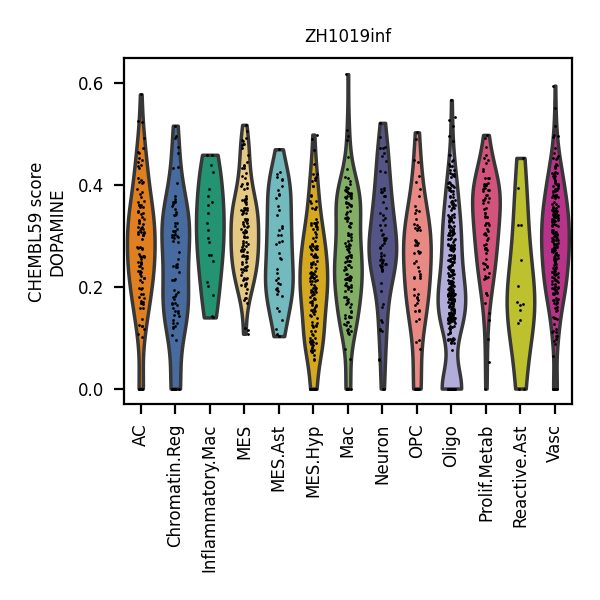 ZH1019inf
CHEMBL59 score
DOPAMINE
0.6
0.4
0.2
0.0
AC
Chromatin.Reg
Inflammatory.Mac
MES
MES.Ast
MES.Hyp
Mac
Neuron
OPC
Oligo
Prolif.Metab
Reactive.Ast
Vasc